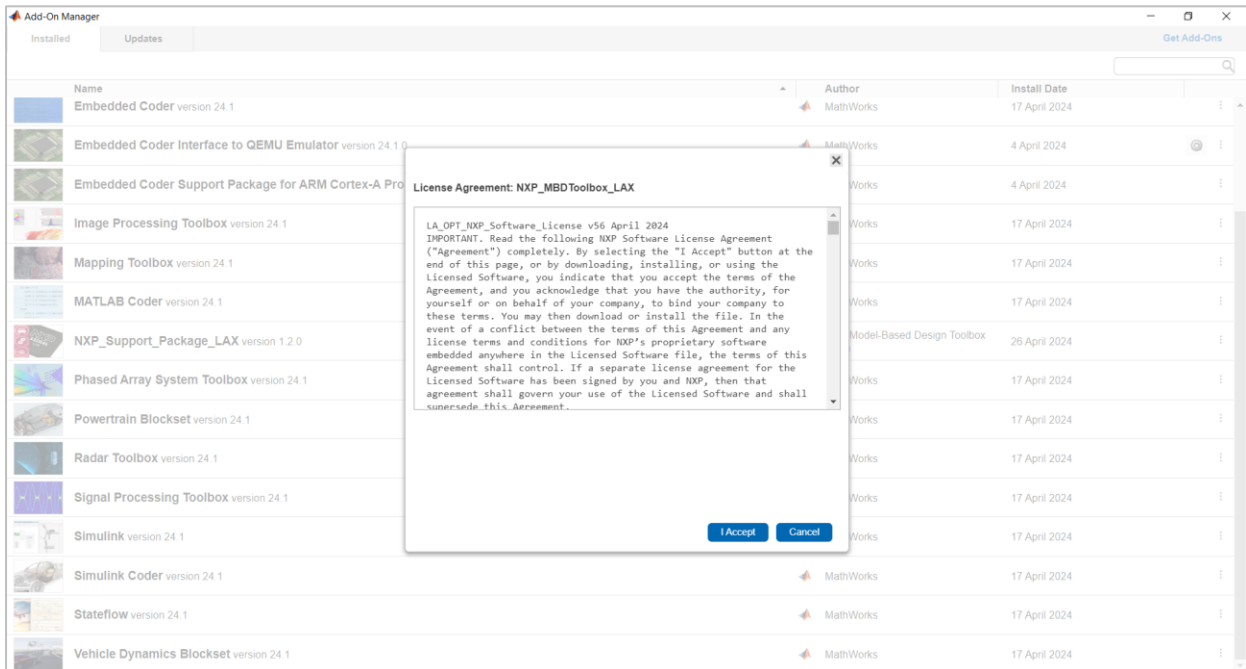 Add-On Manager
Installed Updates Get Add-Ons
Name Author Install Date
Embedded Coder version 24.1 MathWorks 17 April 2024
Embedded Coder Interface to QEMU Emulator version 24.1.0 MathWorks 4 April 2024
Embedded Coder Support Package for ARM Cortex-A Pro Works 4 April 2024
Image Processing Toolbox version 24.1 Works 17 April 2024
Mapping Toolbox version 24.1 Works 17 April 2024
MATLAB Coder version 24.1 Works 17 April 2024
NXP_Support_Package_LAX version 1.2.0 Model-Based Design Toolbox 26 April 2024
Phased Array System Toolbox version 24.1 Works 17 April 2024
Powertrain Blockset version 24.1 Works 17 April 2024
Radar Toolbox version 24.1 Works 17 April 2024
Signal Processing Toolbox version 24.1 Works 17 April 2024
Simulink version 24.1 Works 17 April 2024
Simulink Coder version 24.1 MathWorks 17 April 2024
Stateflow version 24.1 MathWorks 17 April 2024
Vehicle Dynamics Blockset version 24.1 MathWorks 17 April 2024
License Agreement: NXP_MBDToolbox_LAX
LA_OPT_NXP_Software_License v56 April 2024
IMPORTANT. Read the following NXP Software License Agreement
("Agreement") completely. By selecting the "I Accept" button at the
end of this page, or by downloading, installing, or using the
Licensed Software, you indicate that you accept the terms of the
Agreement, and you acknowledge that you have the authority, for
yourself or on behalf of your company, to bind your company to
these terms. You may then download or install the file. In the
event of a conflict between the terms of this Agreement and any
license terms and conditions for NXP's proprietary software
embedded anywhere in the Licensed Software file, the terms of this
Agreement shall control. If a separate license agreement for the
Licensed Software has been signed by you and NXP, then that
agreement shall govern your use of the Licensed Software and shall
supersede this Agreement.
I Accept Cancel